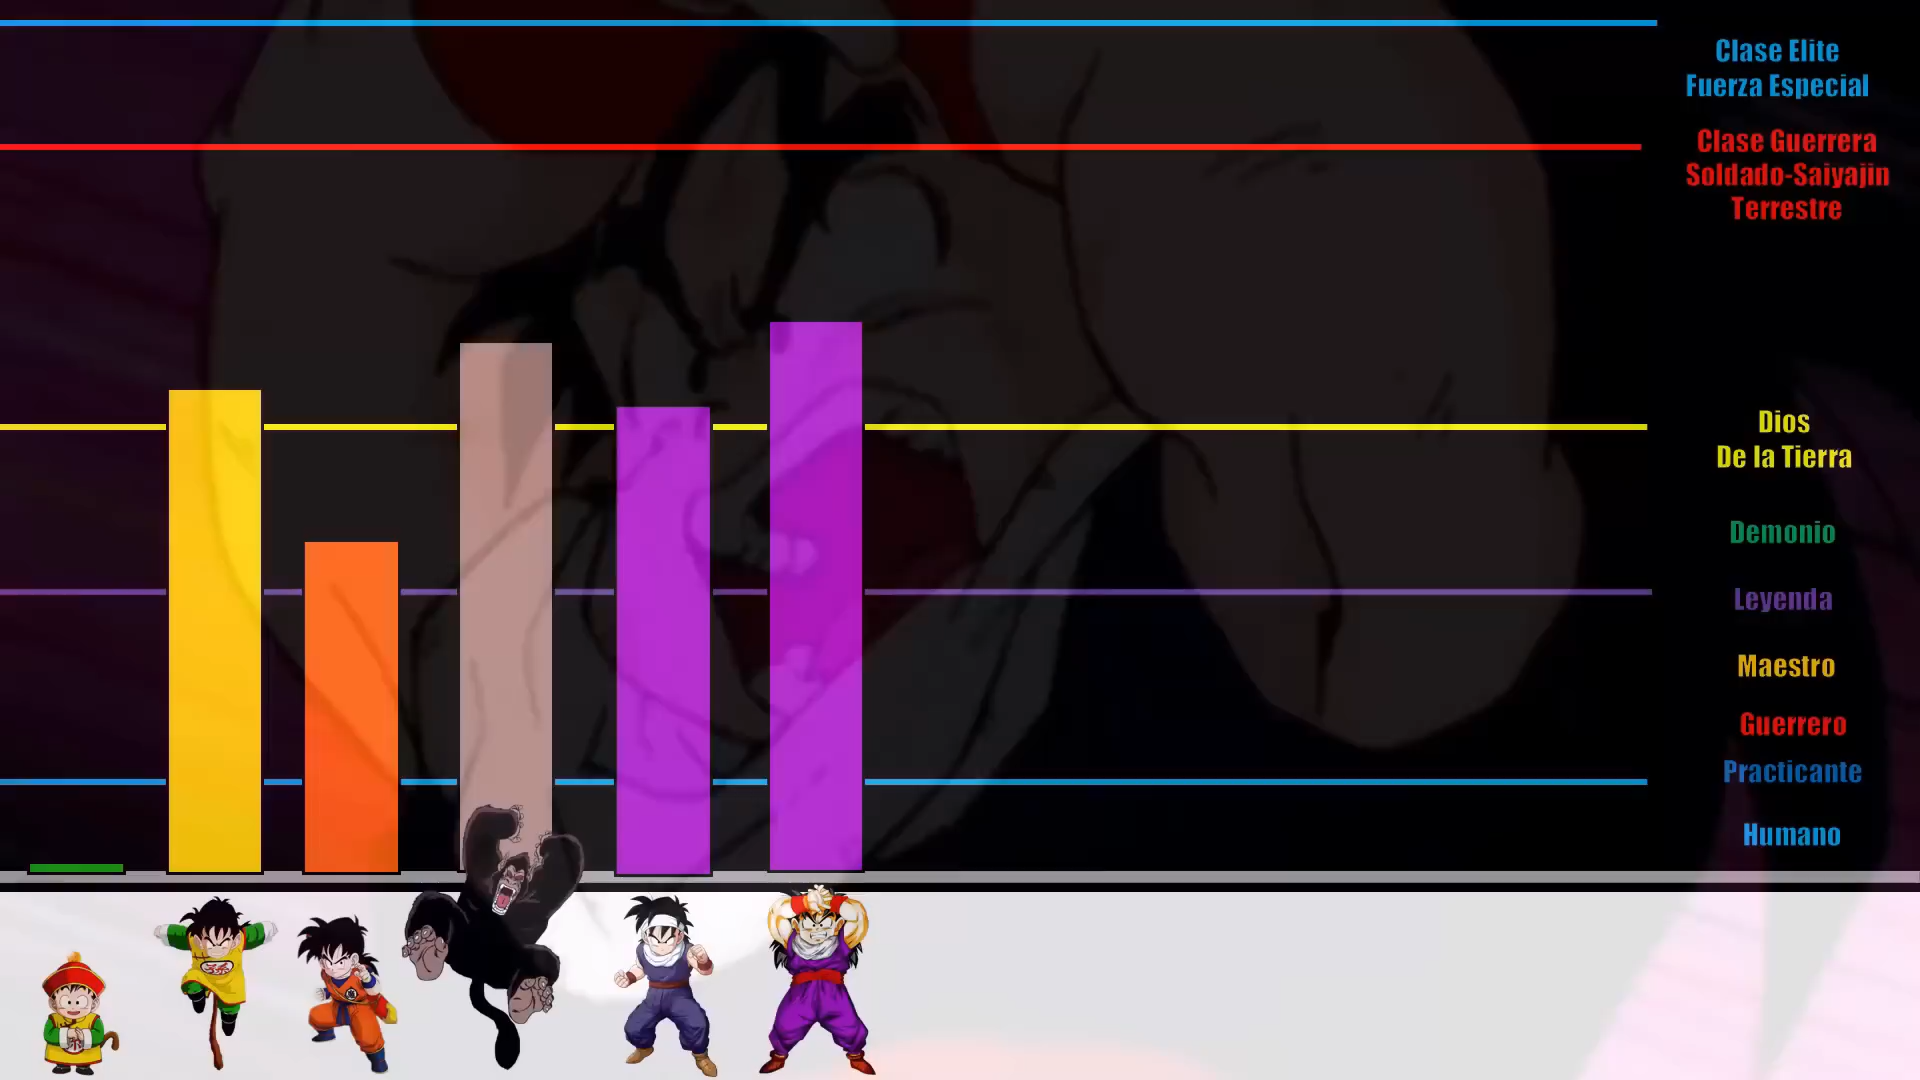 Clase Elite
Fuerza Especial
Clase Guerrera
Soldado-Saiyajin
Terrestre
Dios
De la Tierra
Demonio
Leyenda
Maestro
Guerrero
Practicante
Humano